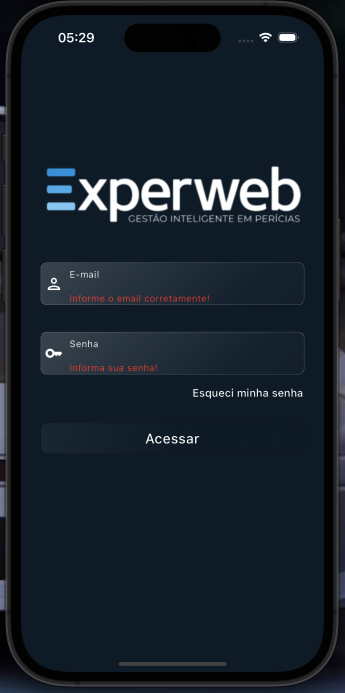 05:29
Experweb
GESTÃO INTELIGENTE EM PERÍCIAS
E-mail
Informe o email corretamente!
Senha
Informa sua senha!
Esqueci minha senha
Acessar